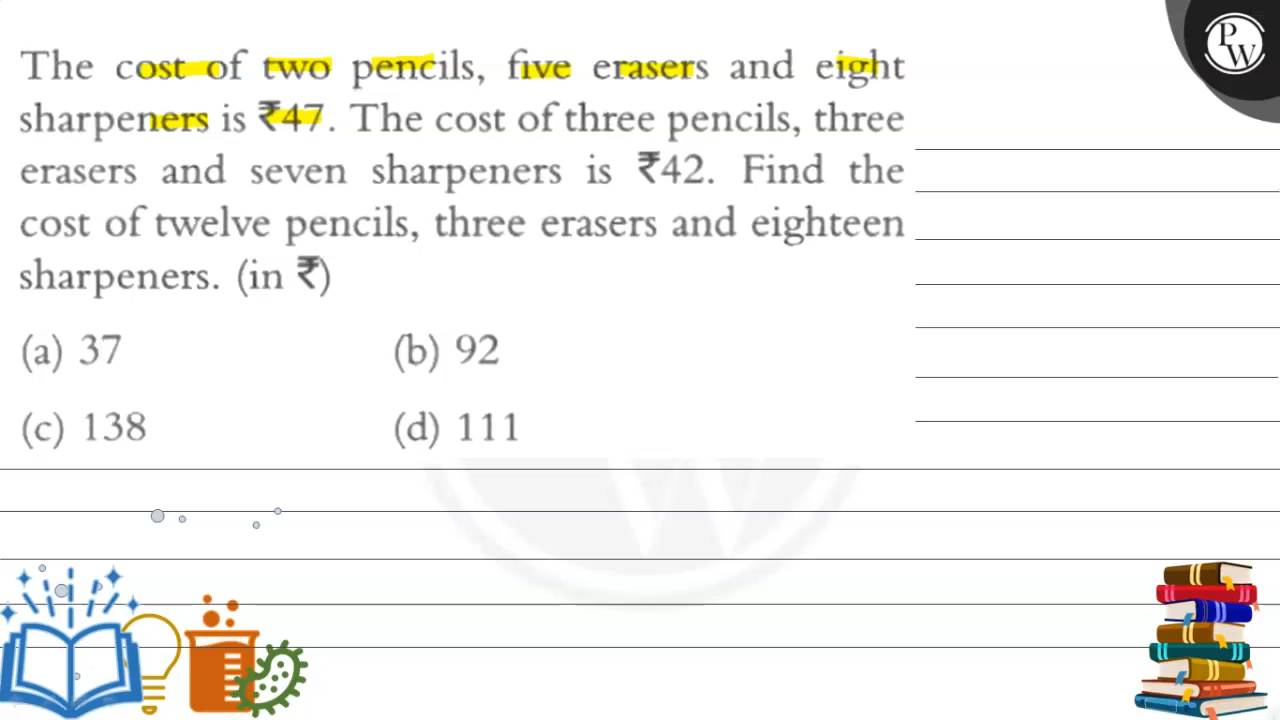 The cost of two pencils, five erasers and eight
sharpeners is ₹47. The cost of three pencils, three
erasers and seven sharpeners is ₹42. Find the
cost of twelve pencils, three erasers and eighteen
sharpeners. (in ₹)
(a) 37 (b) 92
(c) 138 (d) 111
PW